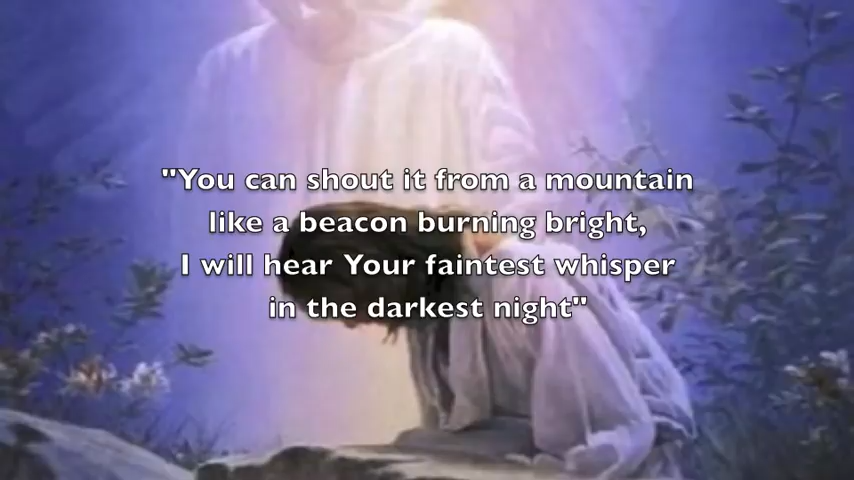 "You can shout it from a mountain
like a beacon burning bright,
I will hear Your faintest whisper
in the darkest night"